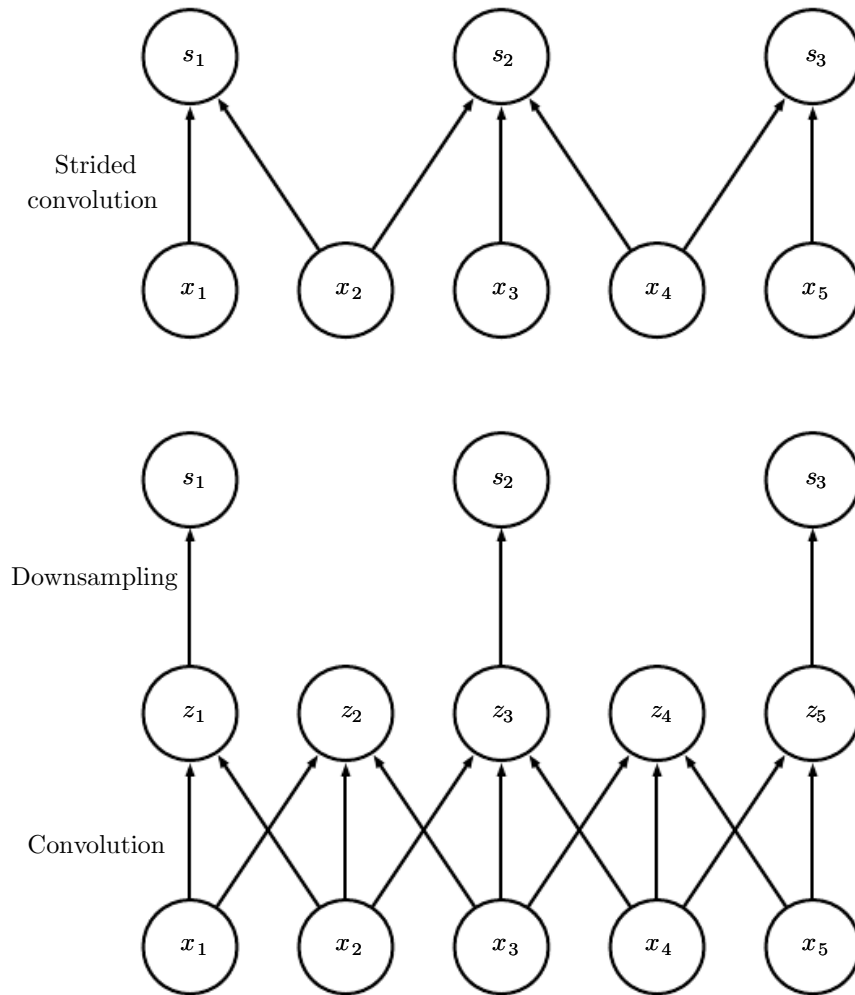 s₁ s₂ s₃
Strided
convolution
x₁ x₂ x₃ x₄ x₅
s₁ s₂ s₃
Downsampling
z₁ z₂ z₃ z₄ z₅
Convolution
x₁ x₂ x₃ x₄ x₅